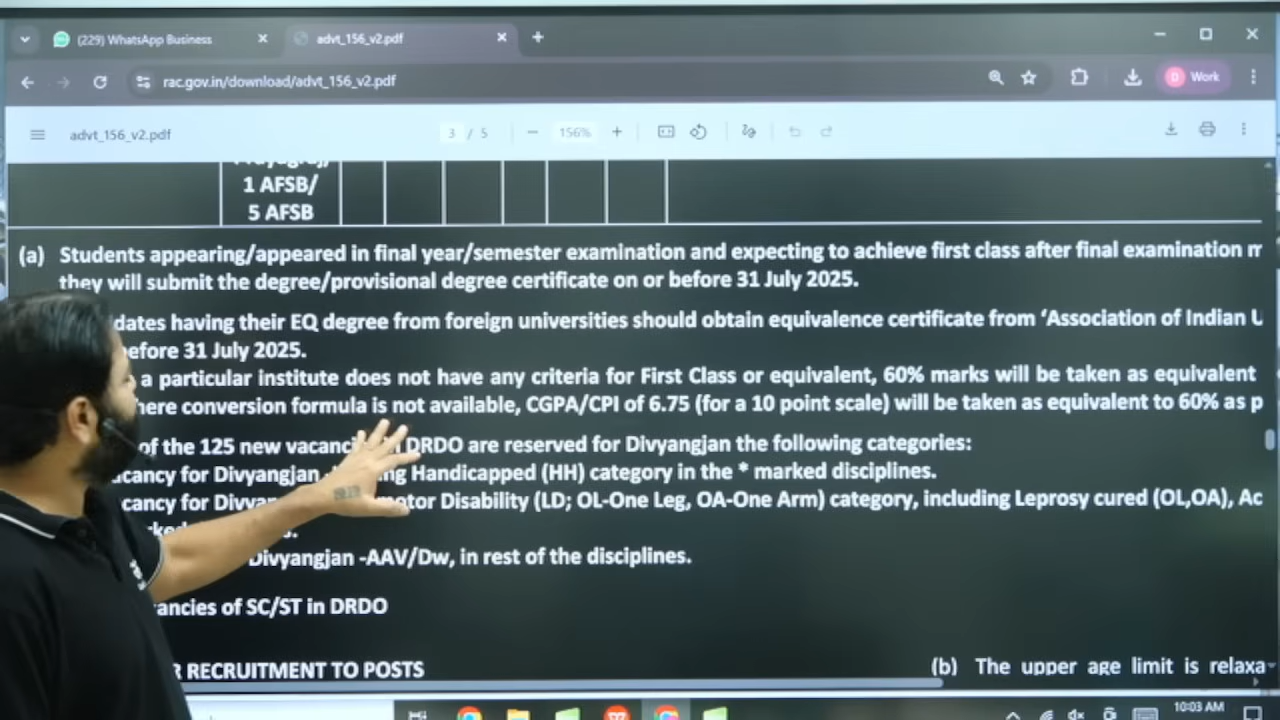 (229) WhatsApp Business
advt_156_v2.pdf
rac.gov.in/download/advt_156_v2.pdf
D Work
advt_156_v2.pdf
3 / 5
156%
1 AFSB/
5 AFSB
(a) Students appearing/appeared in final year/semester examination and expecting to achieve first class after final examination
they will submit the degree/provisional degree certificate on or before 31 July 2025.
dates having their EQ degree from foreign universities should obtain equivalence certificate from ‘Association of Indian
efore 31 July 2025.
a particular institute does not have any criteria for First Class or equivalent, 60% marks will be taken as equivalent
here conversion formula is not available, CGPA/CPI of 6.75 (for a 10 point scale) will be taken as equivalent to 60% as p
of the 125 new vacanci DRDO are reserved for Divyangjan the following categories:
cancy for Divyangjan ng Handicapped (HH) category in the * marked disciplines.
cancy for Divya tor Disability (LD; OL-One Leg, OA-One Arm) category, including Leprosy cured (OL,OA), Ac
Divyangjan -AAV/Dw, in rest of the disciplines.
ancies of SC/ST in DRDO
R RECRUITMENT TO POSTS
(b) The upper age limit is relaxa
10:03 AM